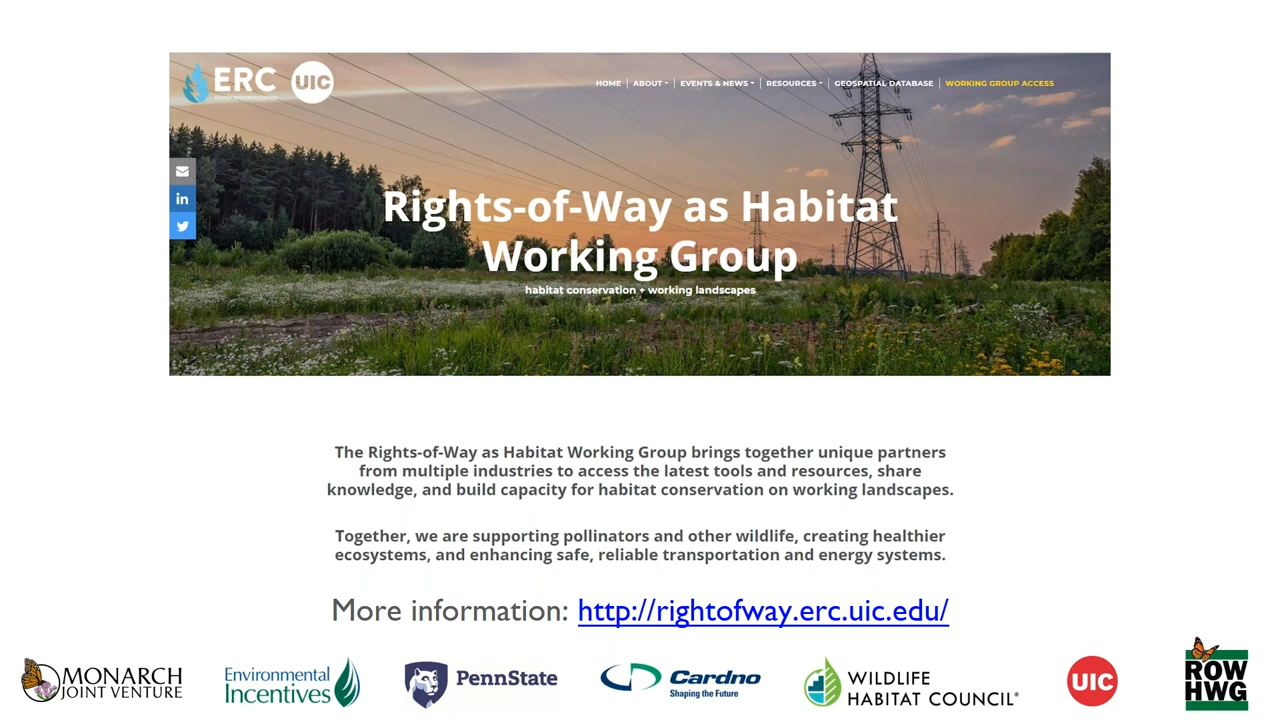 ERC
UIC
HOME
ABOUT
EVENTS & NEWS
RESOURCES
GEOSPATIAL DATABASE
WORKING GROUP ACCESS
in
Rights-of-Way as Habitat
Working Group
habitat conservation + working landscapes
The Rights-of-Way as Habitat Working Group brings together unique partners
from multiple industries to access the latest tools and resources, share
knowledge, and build capacity for habitat conservation on working landscapes.
Together, we are supporting pollinators and other wildlife, creating healthier
ecosystems, and enhancing safe, reliable transportation and energy systems.
More information: http://rightofway.erc.uic.edu/
MONARCH
JOINT VENTURE
Environmental
Incentives
PennState
Cardno
Shaping the Future
WILDLIFE
HABITAT COUNCIL®
UIC
ROW
HWG